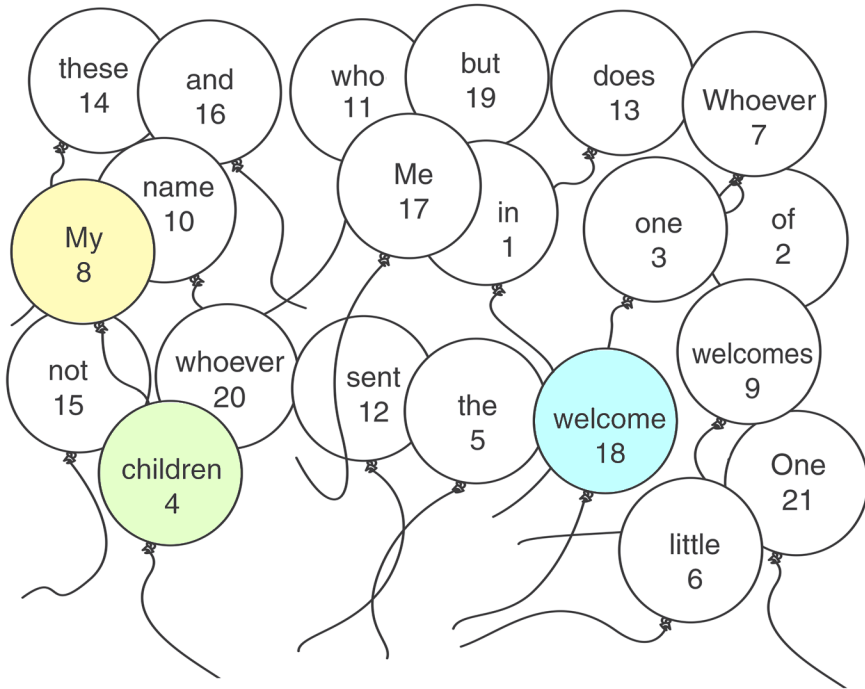 these
14
and
16
who
11
but
19
does
13
Whoever
7
name
10
Me
17
in
1
one
3
of
2
My
8
not
15
whoever
20
sent
12
the
5
welcome
18
welcomes
9
children
4
One
21
little
6